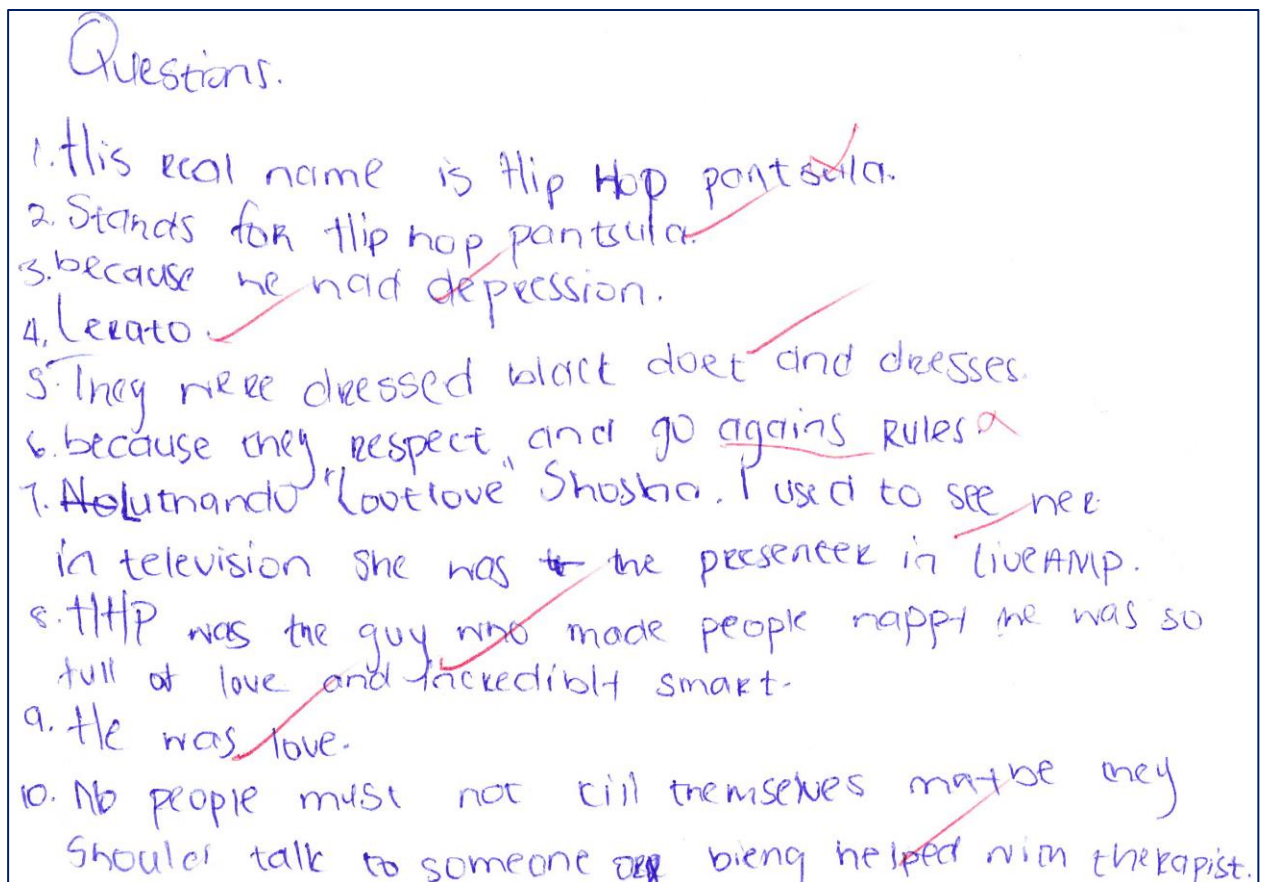 Questions.
1. His real name is Hip Hop pantsula.
2. Stands for Hip hop pantsula.
3. because he had depression.
4. Lerato.
5. They were dressed black doek and dresses.
6. because they respect and go agains Rules
7. Luthando "Lootlove" Shosha. I used to see her
in television she was the presenter in LiveAMP.
8. HHP was the guy who made people happy he was so
full of love and incredibly smart.
9. He was love.
10. No people must not kill themselves maybe they
should talk to someone or bieng helped with therapist.